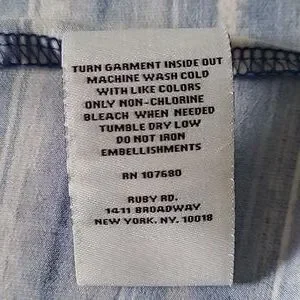 TURN GARMENT INSIDE OUT
MACHINE WASH COLD
WITH LIKE COLORS
ONLY NON-CHLORINE
BLEACH WHEN NEEDED
TUMBLE DRY LOW
DO NOT IRON
EMBELLISHMENTS
RN 107680
RUBY RD.
1411 BROADWAY
NEW YORK, NY. 10018